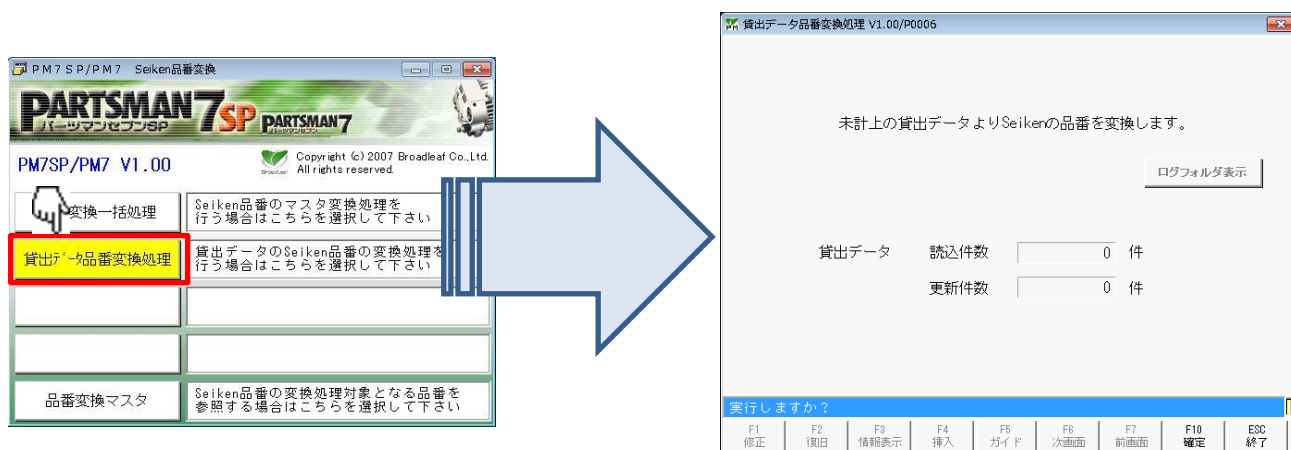 PM7SP/PM7 Seiken品番変換
PARTSMAN7SP
パーツマンセブンSP
PARTSMAN7
パーツマンセブン
PM7SP/PM7 V1.00
Copyright (c) 2007 Broadleaf Co.,Ltd.
Broadleaf
All rights reserved.
変換一括処理
Seiken品番のマスタ変換処理を
行う場合はこちらを選択して下さい
貸出ﾃﾞｰﾀ品番変換処理
貸出データのSeiken品番の変換処理を
行う場合はこちらを選択して下さい
品番変換マスタ
Seiken品番の変換処理対象となる品番を
参照する場合はこちらを選択して下さい
貸出データ品番変換処理 V1.00/P0006
未計上の貸出データよりSeikenの品番を変換します。
ログフォルダ表示
貸出データ 読込件数 0 件
更新件数 0 件
実行しますか?
F1 F2 F3 F4 F5 F6 F7 F10 ESC
修正 復旧 情報表示 挿入 ガイド 次画面 前画面 確定 終了